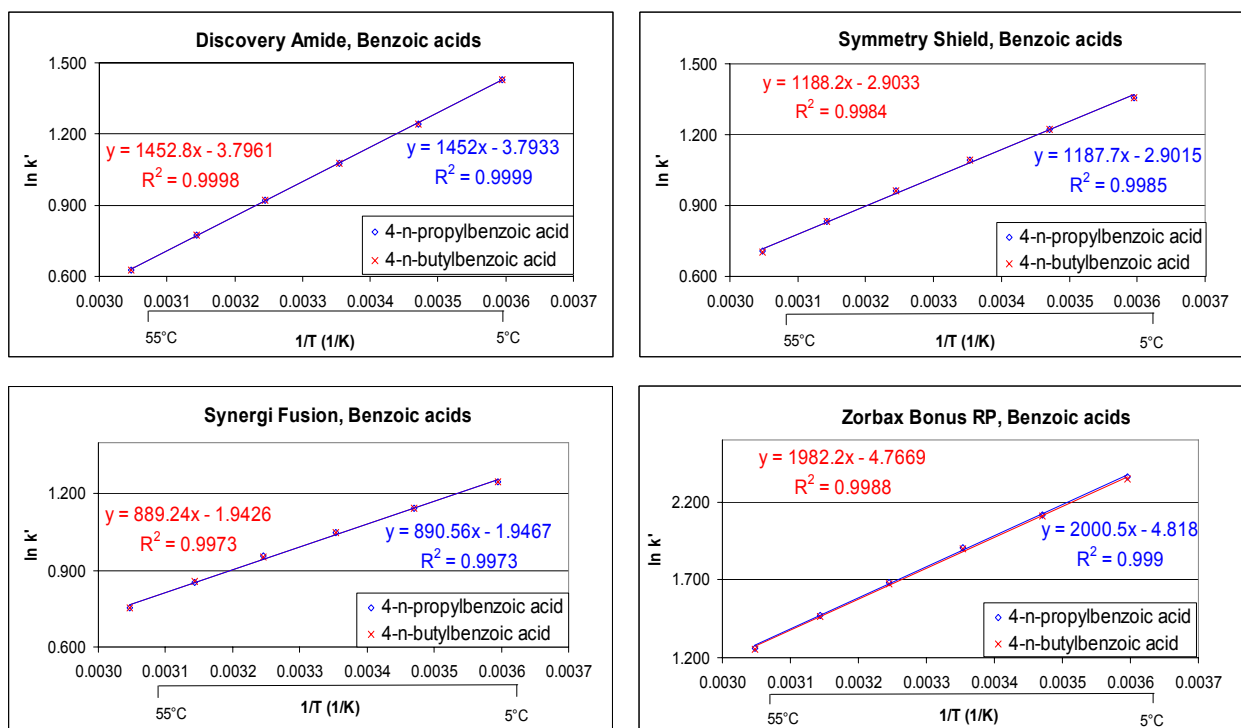 Discovery Amide, Benzoic acids
1.500
1.200
0.900
0.600
ln k'
y = 1452.8x - 3.7961
R² = 0.9998
y = 1452x - 3.7933
R² = 0.9999
4-n-propylbenzoic acid
4-n-butylbenzoic acid
0.0030 0.0031 0.0032 0.0033 0.0034 0.0035 0.0036 0.0037
55°C 1/T (1/K) 5°C
Symmetry Shield, Benzoic acids
1.500
1.200
0.900
0.600
ln k'
y = 1188.2x - 2.9033
R² = 0.9984
y = 1187.7x - 2.9015
R² = 0.9985
4-n-propylbenzoic acid
4-n-butylbenzoic acid
0.0030 0.0031 0.0032 0.0033 0.0034 0.0035 0.0036 0.0037
55°C 1/T (1/K) 5°C
Synergi Fusion, Benzoic acids
1.200
0.900
0.600
ln k'
y = 889.24x - 1.9426
R² = 0.9973
y = 890.56x - 1.9467
R² = 0.9973
4-n-propylbenzoic acid
4-n-butylbenzoic acid
0.0030 0.0031 0.0032 0.0033 0.0034 0.0035 0.0036 0.0037
55°C 1/T (1/K) 5°C
Zorbax Bonus RP, Benzoic acids
2.200
1.700
1.200
ln k'
y = 1982.2x - 4.7669
R² = 0.9988
y = 2000.5x - 4.818
R² = 0.999
4-n-propylbenzoic acid
4-n-butylbenzoic acid
0.0030 0.0031 0.0032 0.0033 0.0034 0.0035 0.0036 0.0037
55°C 1/T (1/K) 5°C